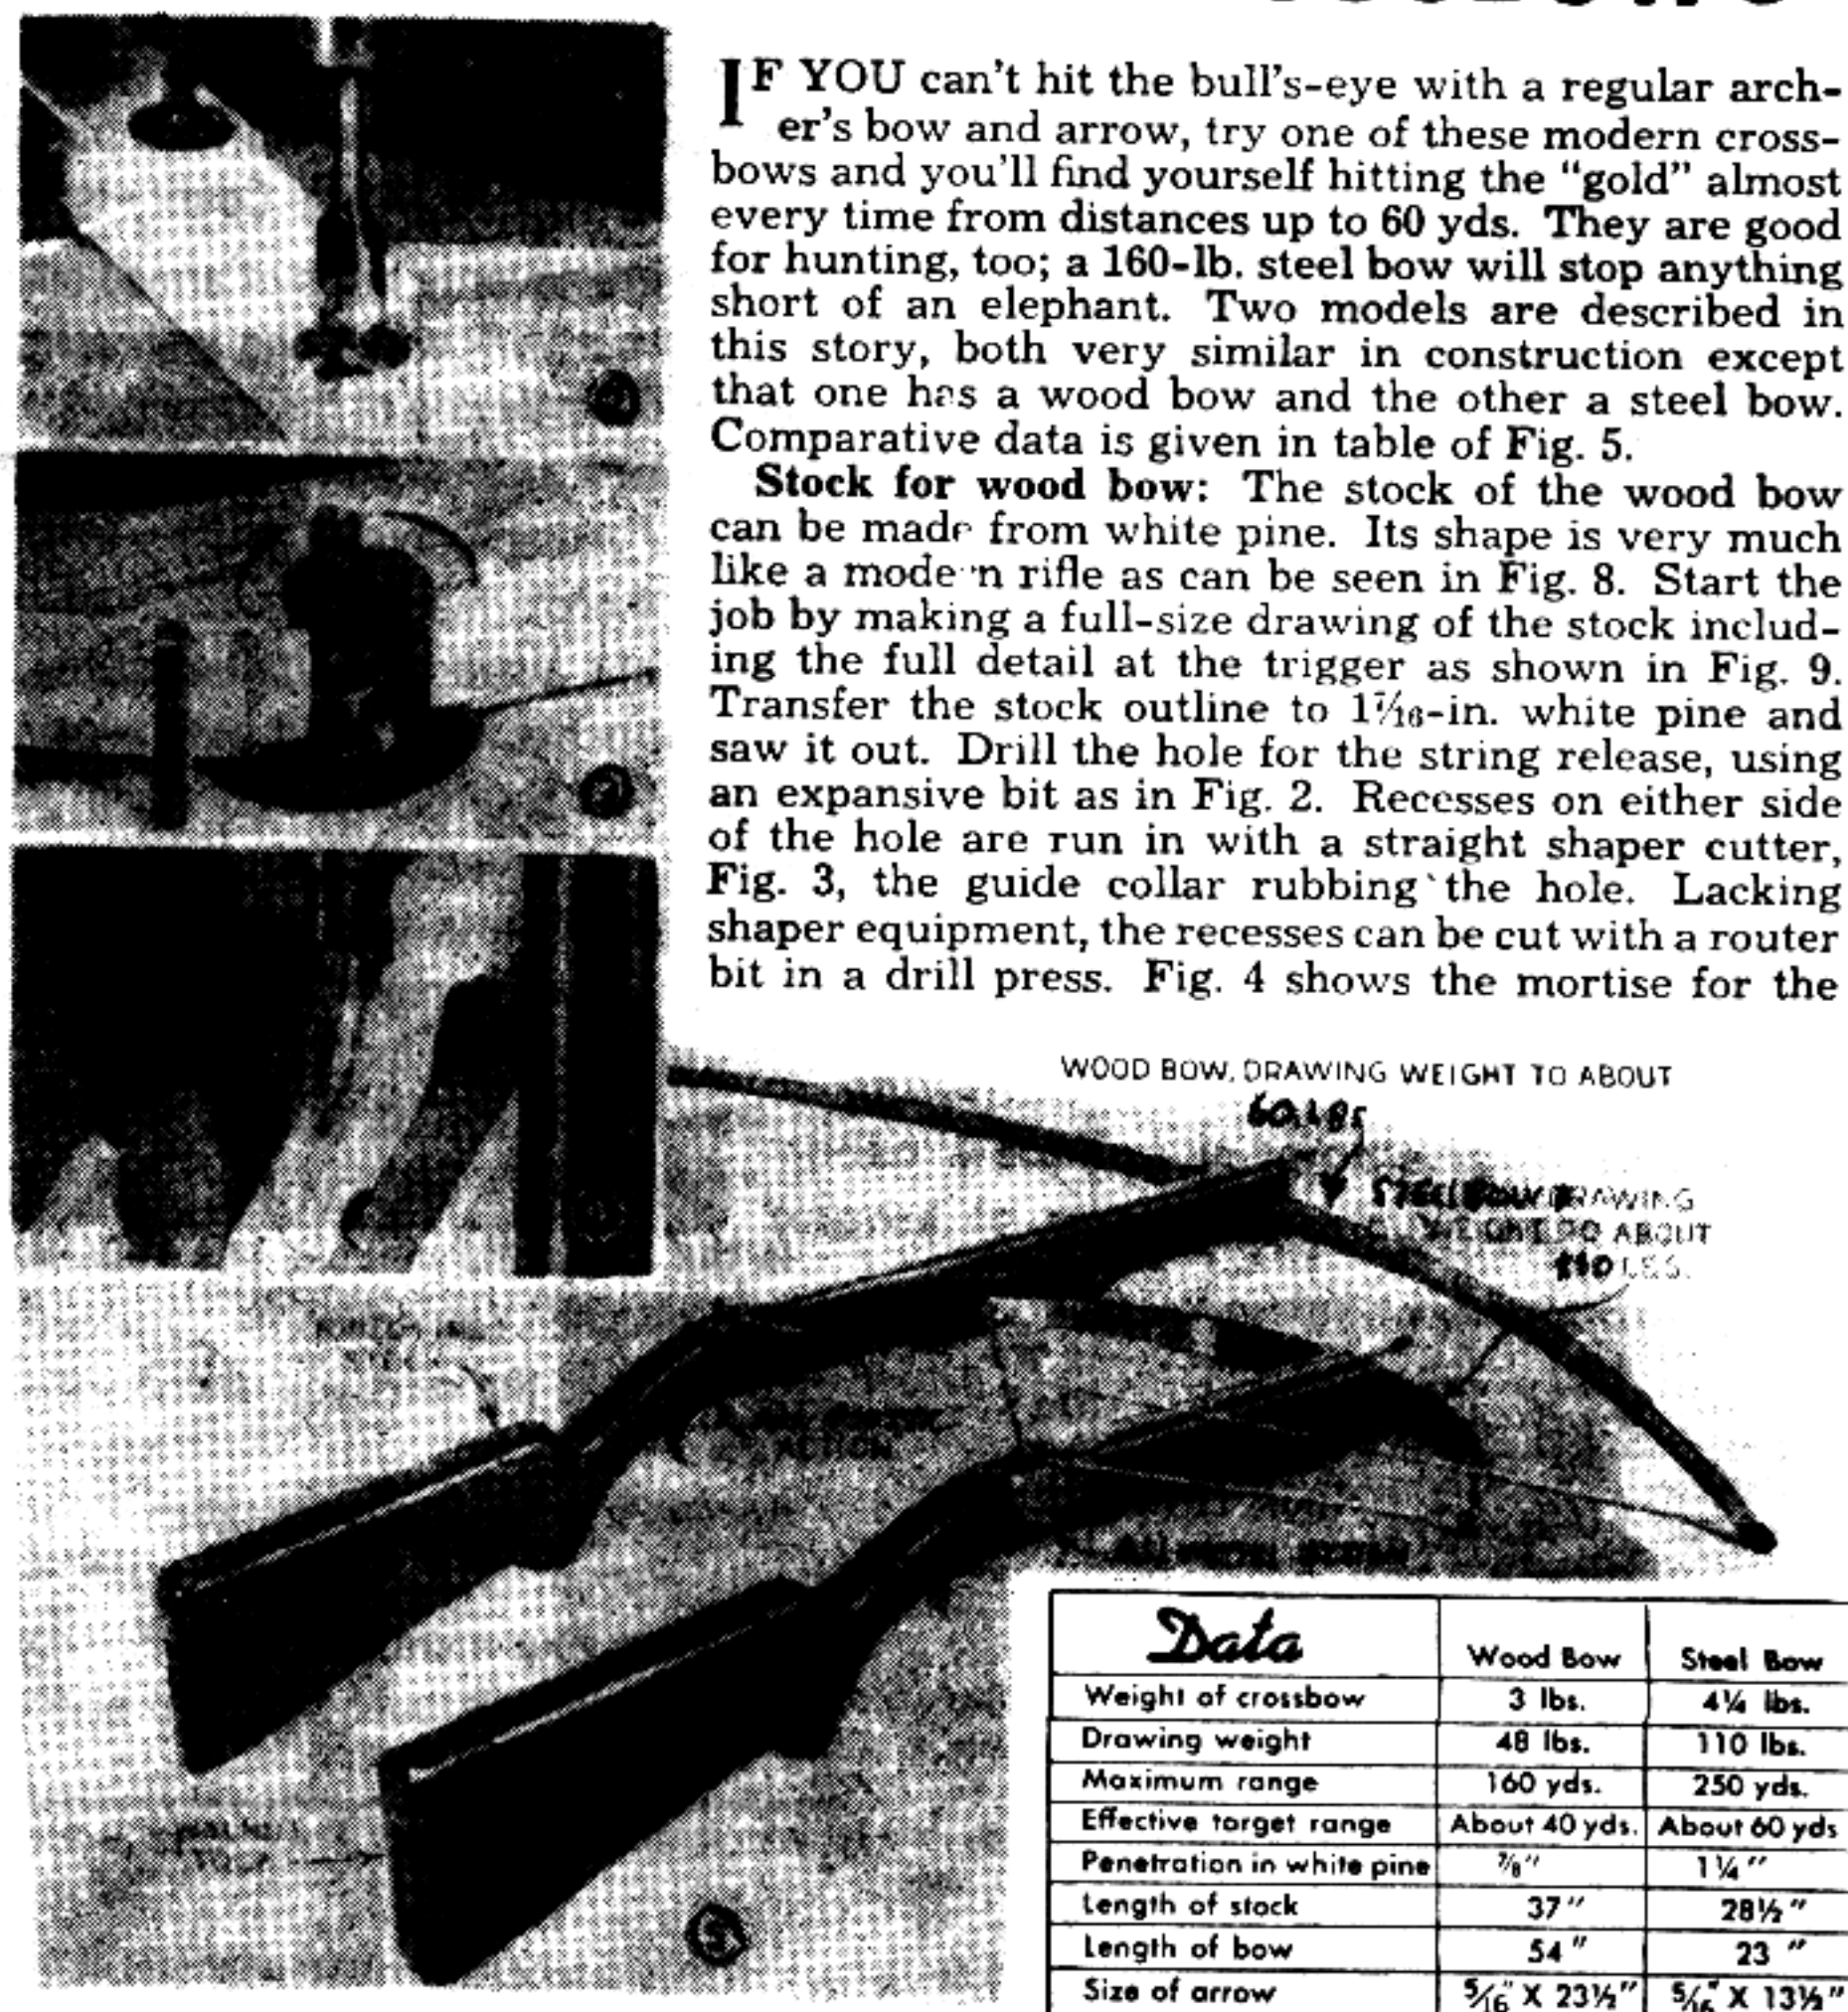 IF YOU can't hit the bull's-eye with a regular arch-
er's bow and arrow, try one of these modern cross-
bows and you'll find yourself hitting the "gold" almost
every time from distances up to 60 yds. They are good
for hunting, too; a 160-lb. steel bow will stop anything
short of an elephant. Two models are described in
this story, both very similar in construction except
that one has a wood bow and the other a steel bow.
Comparative data is given in table of Fig. 5.
Stock for wood bow: The stock of the wood bow
can be made from white pine. Its shape is very much
like a modern rifle as can be seen in Fig. 8. Start the
job by making a full-size drawing of the stock includ-
ing the full detail at the trigger as shown in Fig. 9.
Transfer the stock outline to 1 7/16-in. white pine and
saw it out. Drill the hole for the string release, using
an expansive bit as in Fig. 2. Recesses on either side
of the hole are run in with a straight shaper cutter,
Fig. 3, the guide collar rubbing the hole. Lacking
shaper equipment, the recesses can be cut with a router
bit in a drill press. Fig. 4 shows the mortise for the
WOOD BOW, DRAWING WEIGHT TO ABOUT
60 LBS
STEEL BOW DRAWING
WEIGHT TO ABOUT
110 LBS.
ACTION
5
Data Wood Bow Steel Bow
Weight of crossbow 3 lbs. 4¼ lbs.
Drawing weight 48 lbs. 110 lbs.
Maximum range 160 yds. 250 yds.
Effective target range About 40 yds. About 60 yds
Penetration in white pine ⅞" 1¼"
Length of stock 37" 28½"
Length of bow 54" 23"
Size of arrow 5/16" X 23½" 5/16" X 13½"